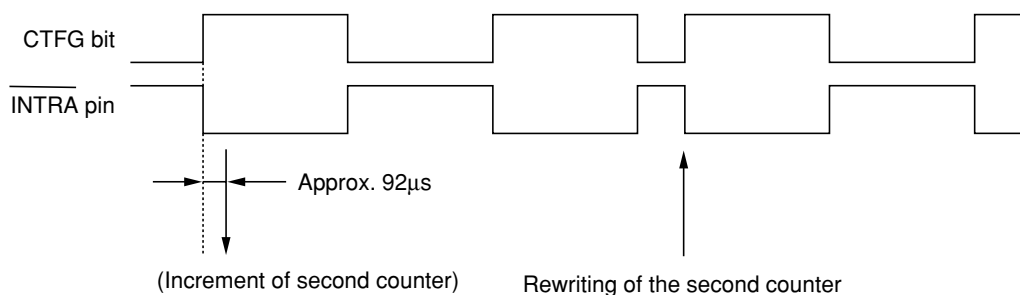 CTFG bit
INTRA pin
Approx. 92μs
(Increment of second counter)
Rewriting of the second counter